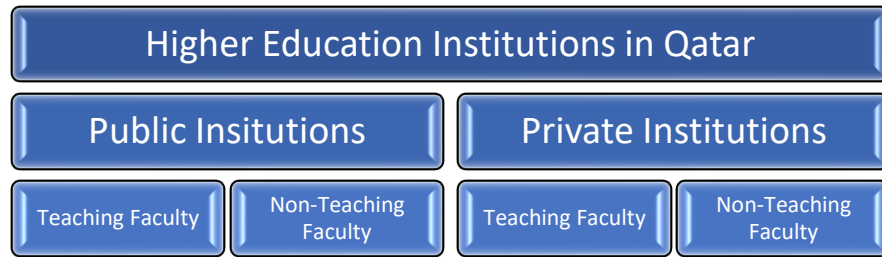 Higher Education Institutions in Qatar
Public Insitutions
Private Institutions
Teaching Faculty
Non-Teaching
Faculty
Teaching Faculty
Non-Teaching
Faculty